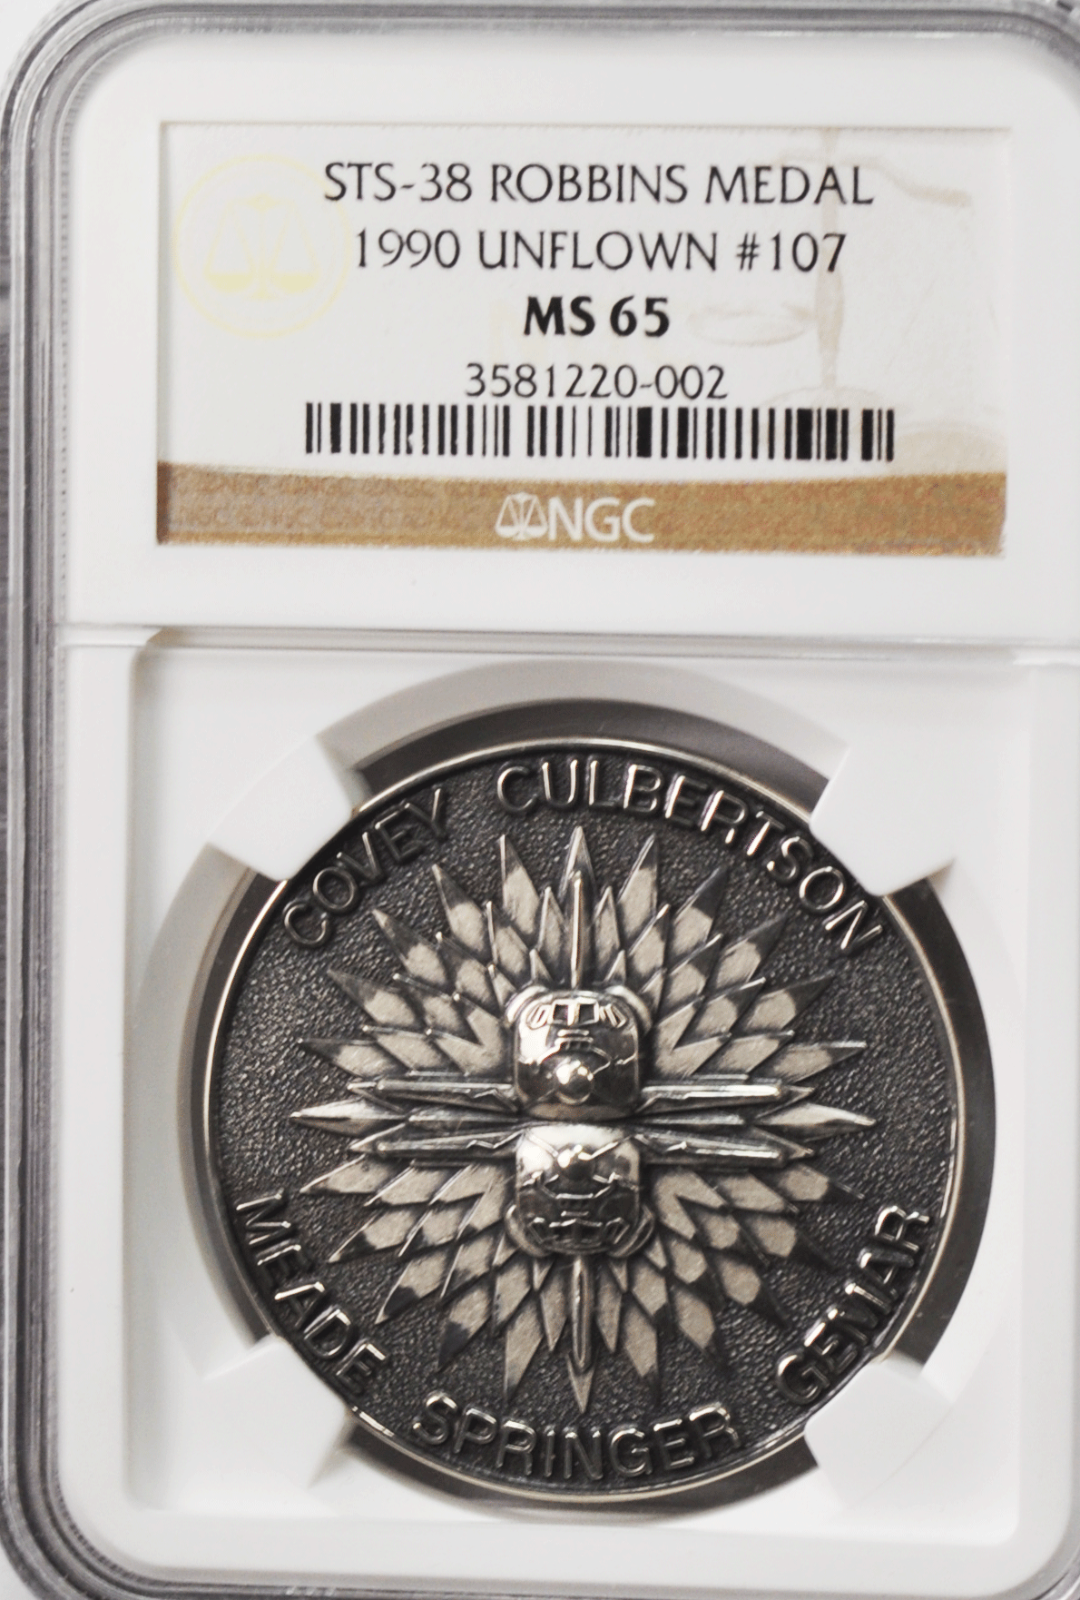 STS-38 ROBBINS MEDAL
1990 UNFLOWN #107
MS 65
3581220-002
NGC
COVEY CULBERTSON
MEADE SPRINGER GEMAR